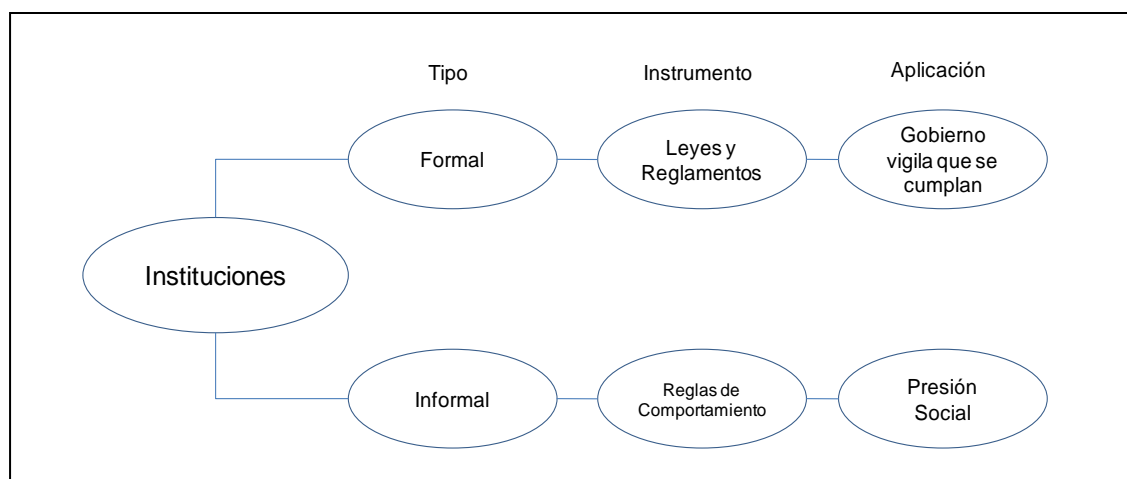 Tipo
Instrumento
Aplicación
Formal
Leyes y
Reglamentos
Gobierno
vigila que se
cumplan
Instituciones
Informal
Reglas de
Comportamiento
Presión
Social